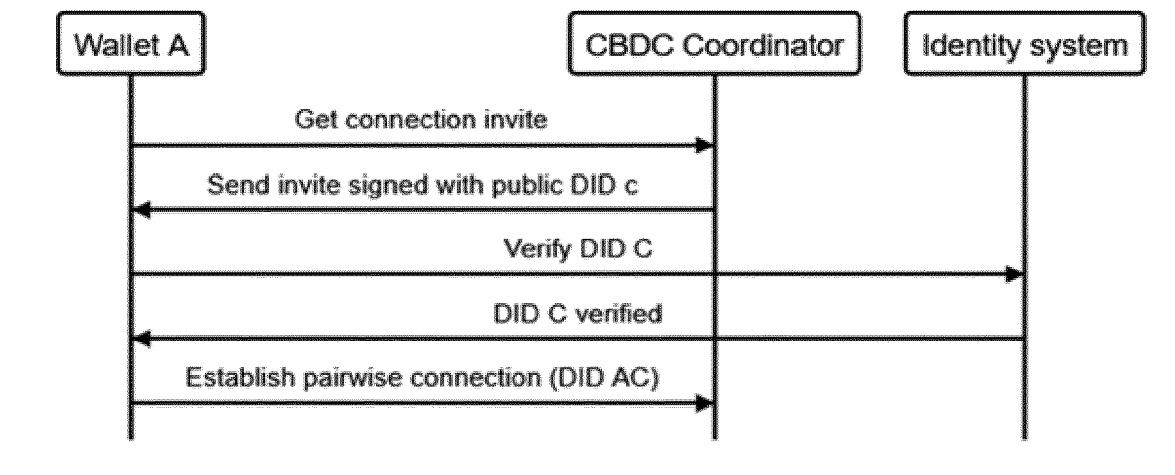 Wallet A
CBDC Coordinator
Identity system
Get connection invite
Send invite signed with public DID c
Verify DID C
DID C verified
Establish pairwise connection (DID AC)